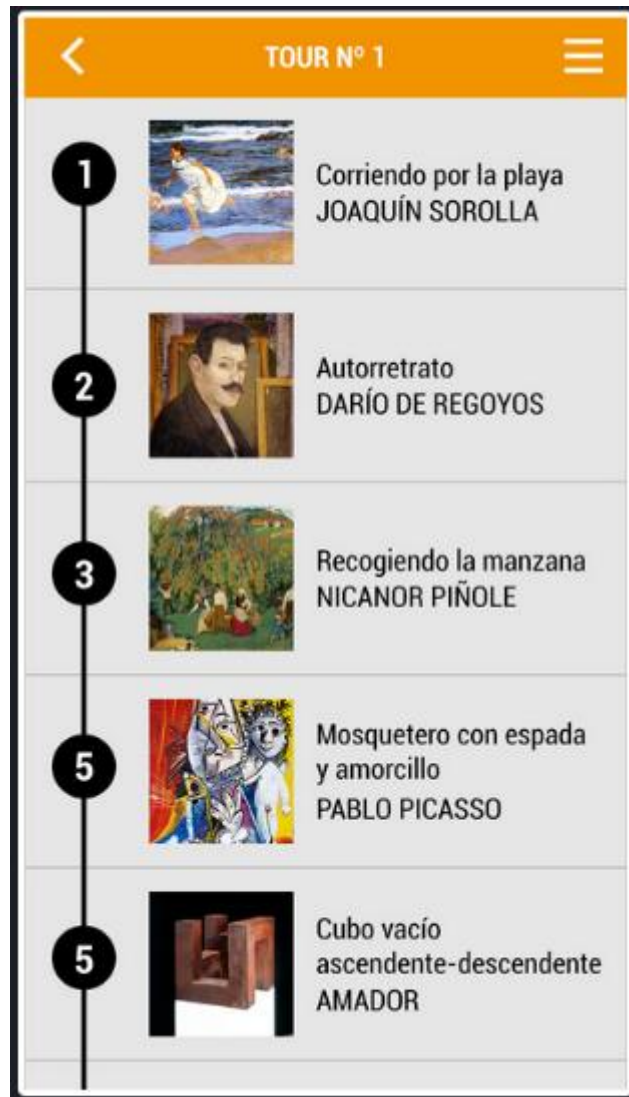 TOUR Nº 1
1
Corriendo por la playa
JOAQUÍN SOROLLA
2
Autorretrato
DARÍO DE REGOYOS
3
Recogiendo la manzana
NICANOR PIÑOLE
5
Mosquetero con espada
y amorcillo
PABLO PICASSO
5
Cubo vacío
ascendente-descendente
AMADOR